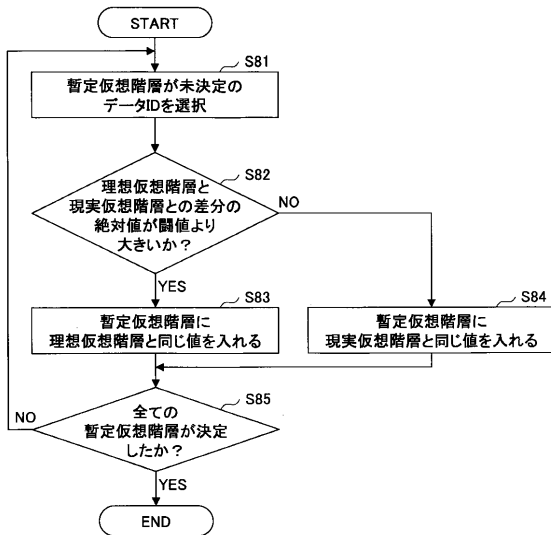 START
S81
暫定仮想階層が未決定の
データIDを選択
S82
理想仮想階層と
現実仮想階層との差分の
絶対値が閾値より
大きいか？
NO
YES
S83
暫定仮想階層に
理想仮想階層と同じ値を入れる
S84
暫定仮想階層に
現実仮想階層と同じ値を入れる
S85
全ての
暫定仮想階層が決定
したか？
NO
YES
END